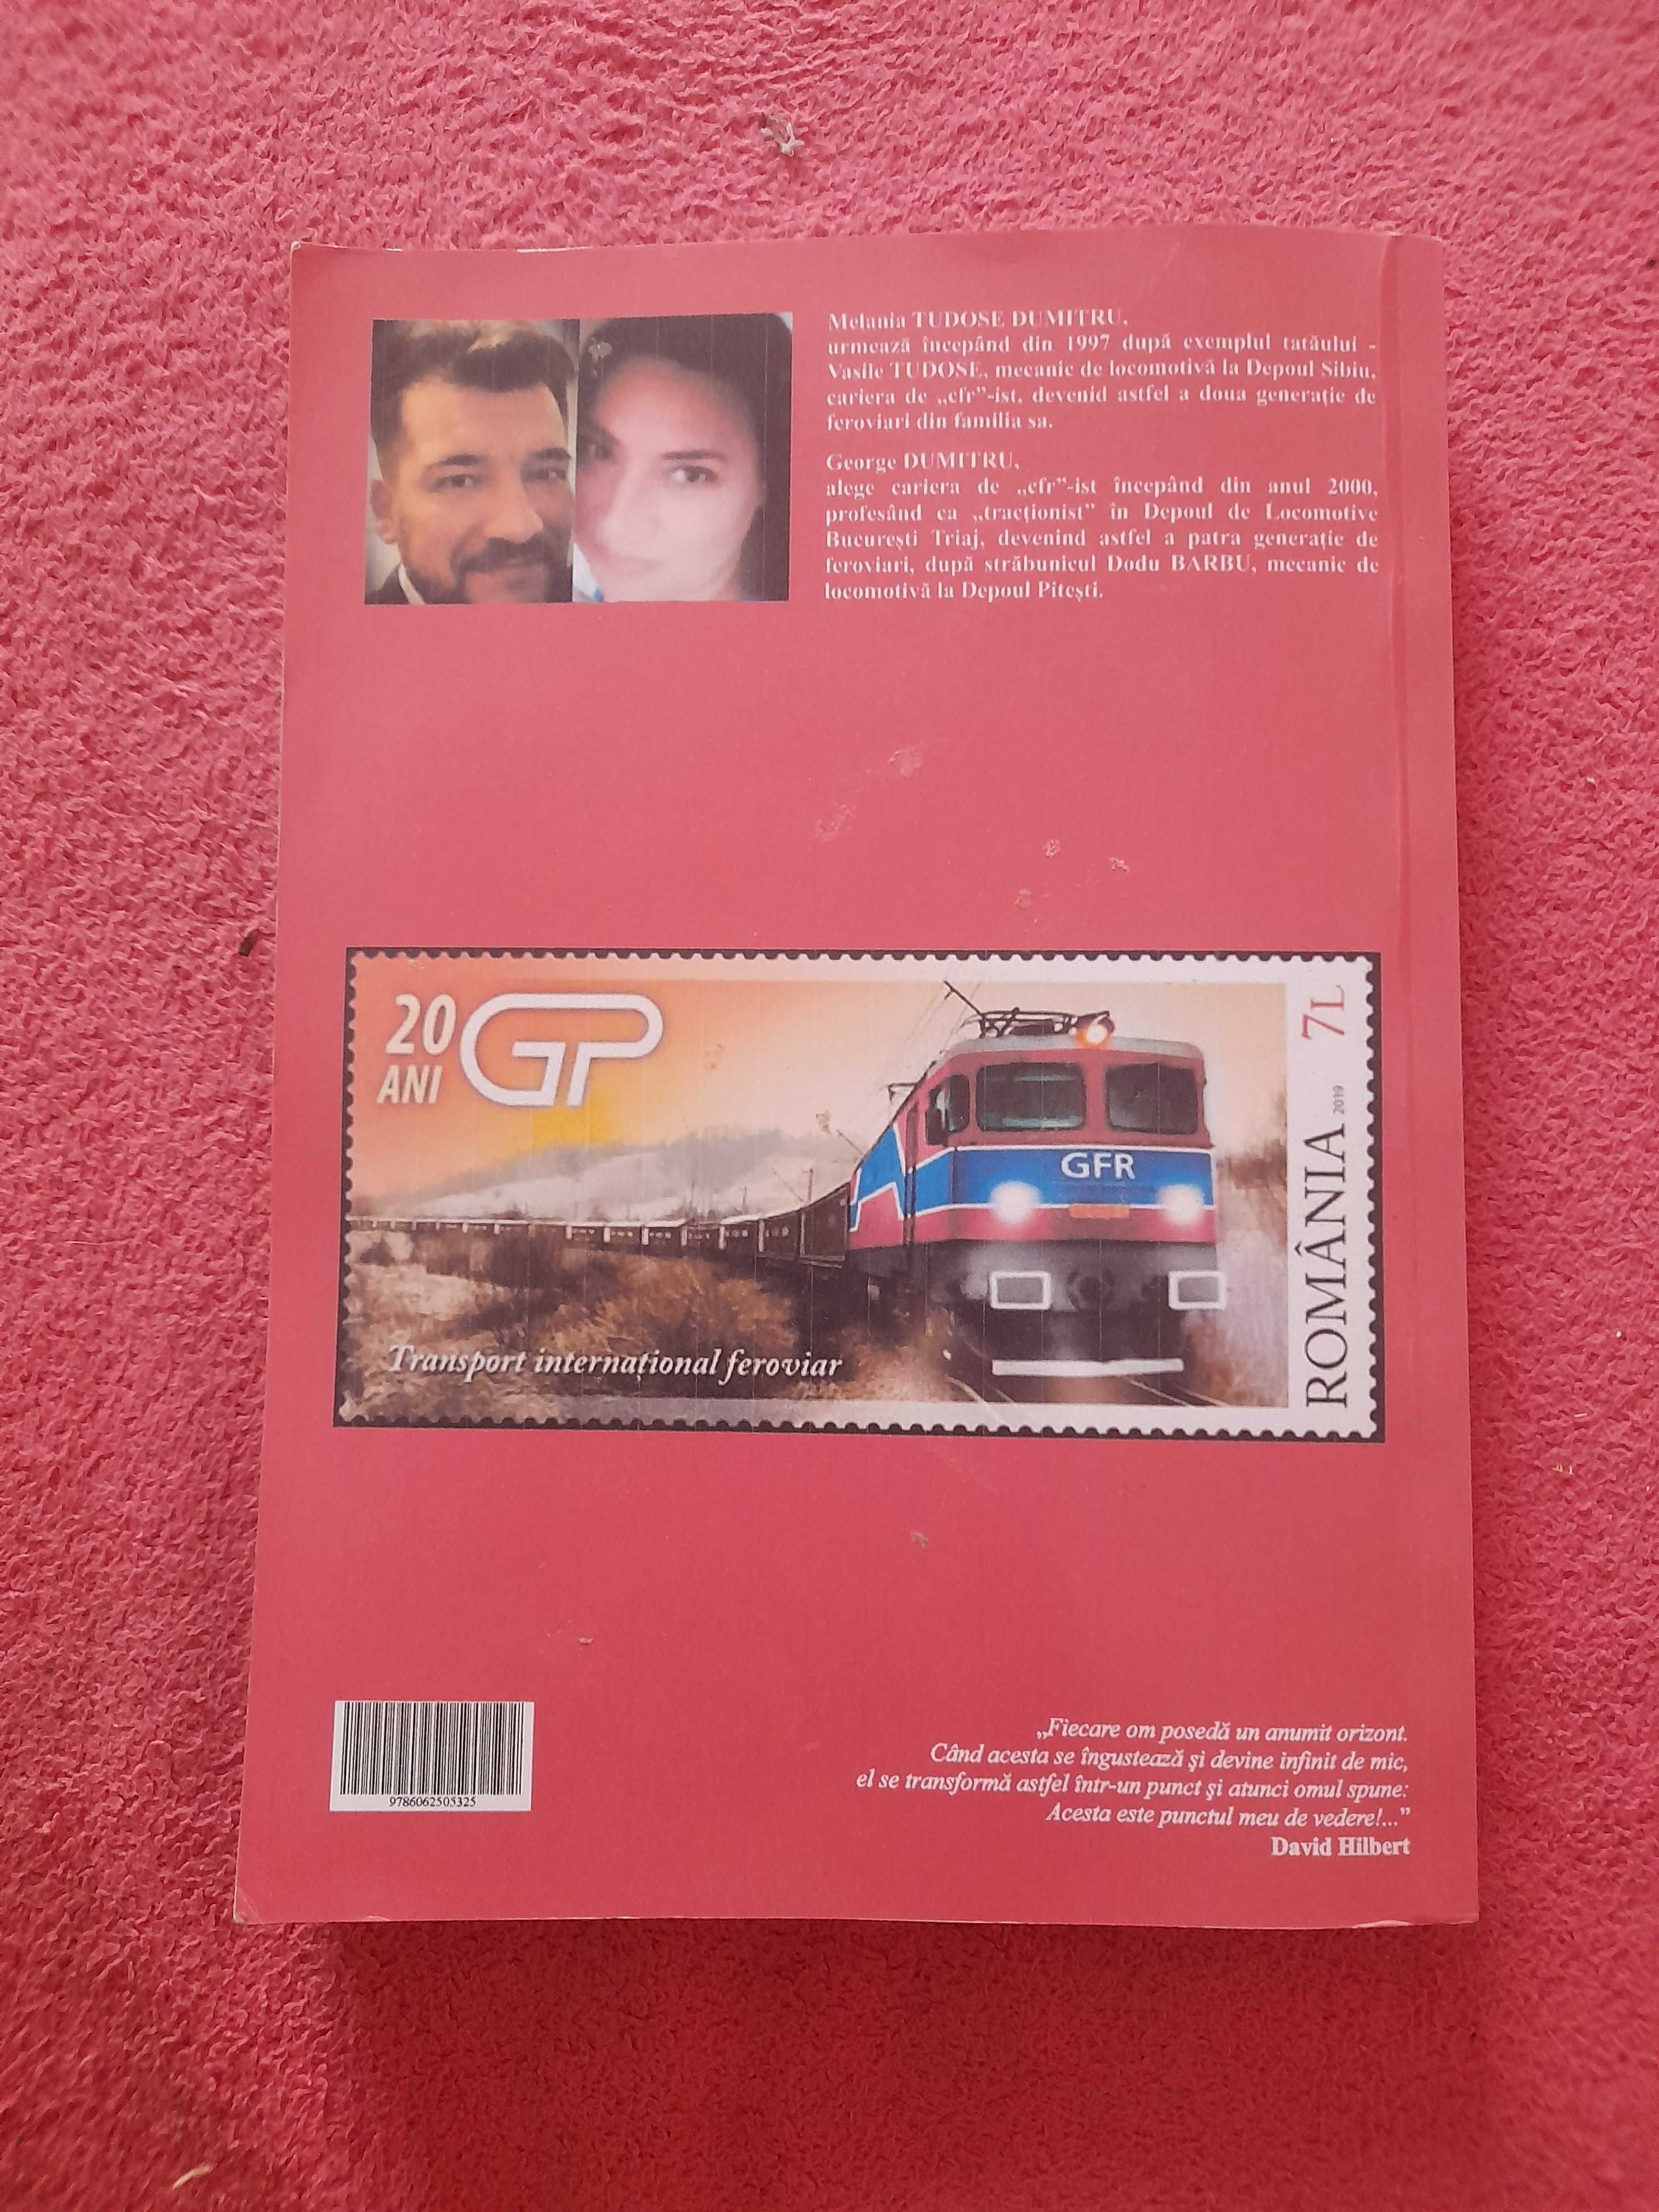 Melania TUDOSE DUMITRU,
urmează începând din 1997 după exemplul tatăului -
Vasile TUDOSE, mecanic de locomotivă la Depoul Sibiu,
cariera de „cfr”-ist, devenid astfel a doua generație de
feroviari din familia sa.
George DUMITRU,
alege cariera de „cfr”-ist începând din anul 2000,
profesând ca „tracționist” în Depoul de Locomotive
București Triaj, devenind astfel a patra generație de
feroviari, după străbunicul Dodu BARBU, mecanic de
locomotivă la Depoul Pitești.
20
ANI
GP
GFR
Transport internațional feroviar
ROMÂNIA 2019 7L
9786062505325
„Fiecare om posedă un anumit orizont.
Când acesta se îngustează şi devine infinit de mic,
el se transformă astfel într-un punct şi atunci omul spune:
Acesta este punctul meu de vedere!...”
David Hilbert